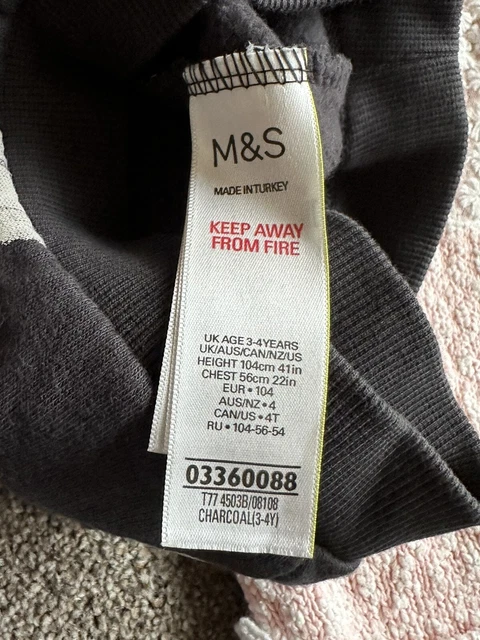 M&S
MADE IN TURKEY
KEEP AWAY
FROM FIRE
UK AGE 3-4YEARS
UK/AUS/CAN/NZ/US
HEIGHT 104cm 41in
CHEST 56cm 22in
EUR • 104
AUS/NZ • 4
CAN/US • 4T
RU • 104-56-54
03360088
T77 4503B/08108
CHARCOAL(3-4Y)